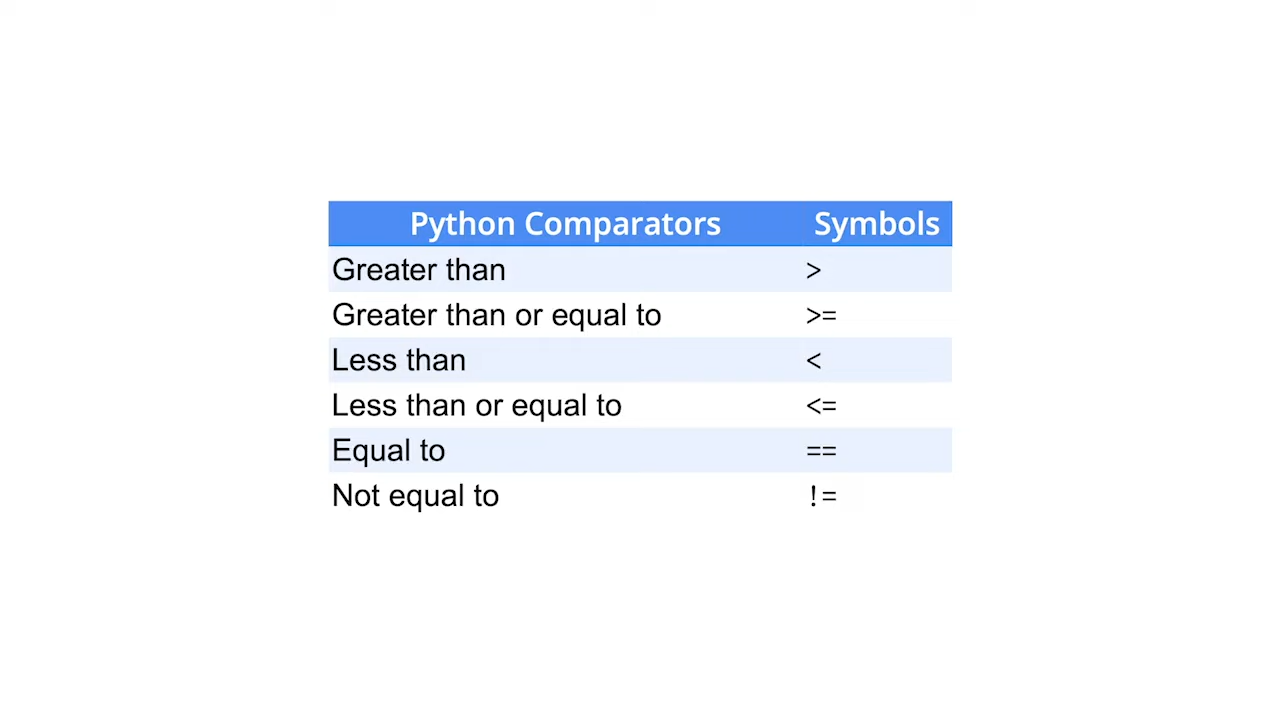 Python Comparators Symbols
Greater than >
Greater than or equal to >=
Less than <
Less than or equal to <=
Equal to ==
Not equal to !=